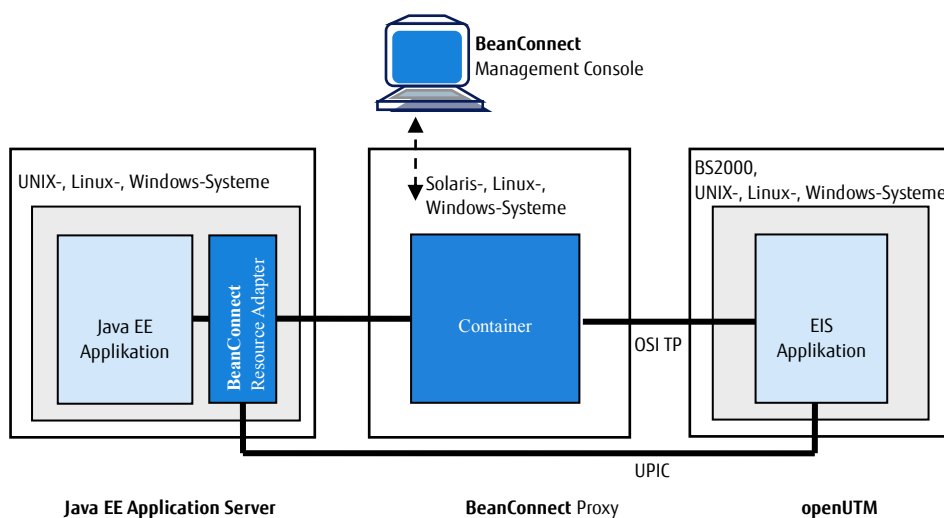 BeanConnect
Management Console
UNIX-, Linux-, Windows-Systeme
Solaris-, Linux-,
Windows-Systeme
BS2000,
UNIX-, Linux-, Windows-Systeme
Java EE
Applikation
BeanConnect
Resource Adapter
Container
OSI TP
EIS
Applikation
UPIC
Java EE Application Server
BeanConnect Proxy
openUTM